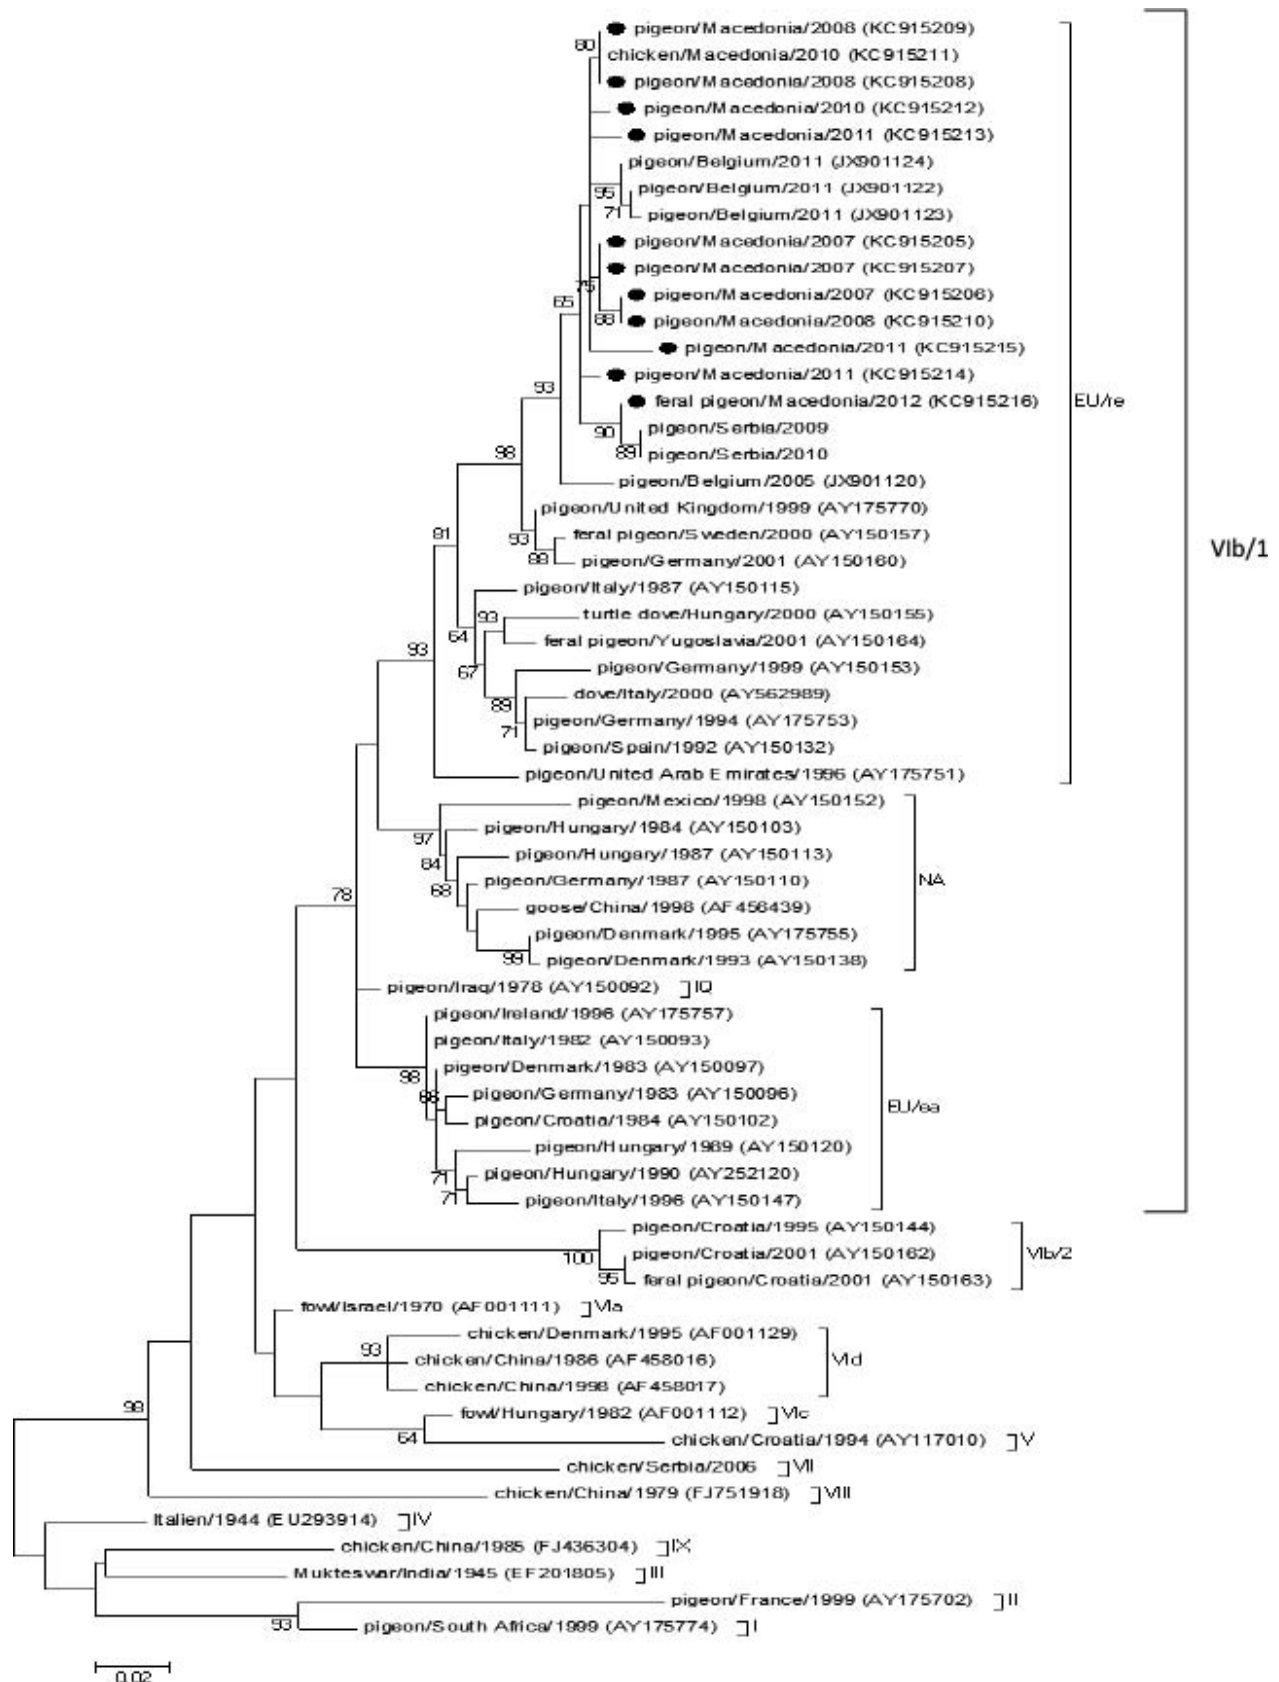 pigeon/Macedonia/2008 (KC915209)
80
chicken/Macedonia/2010 (KC915211)
pigeon/Macedonia/2008 (KC915208)
pigeon/Macedonia/2010 (KC915212)
pigeon/Macedonia/2011 (KC915213)
pigeon/Belgium/2011 (JX901124)
95
pigeon/Belgium/2011 (JX901122)
71
pigeon/Belgium/2011 (JX901123)
pigeon/Macedonia/2007 (KC915205)
pigeon/Macedonia/2007 (KC915207)
75
pigeon/Macedonia/2007 (KC915206)
65
88
pigeon/Macedonia/2008 (KC915210)
pigeon/Macedonia/2011 (KC915215)
pigeon/Macedonia/2011 (KC915214)
93
feral pigeon/Macedonia/2012 (KC915216)
EU/re
90
pigeon/Serbia/2009
98
89
pigeon/Serbia/2010
pigeon/Belgium/2005 (JX901120)
pigeon/United Kingdom/1999 (AY175770)
81
93
feral pigeon/Sweden/2000 (AY150157)
VIb/1
88
pigeon/Germany/2001 (AY150160)
pigeon/Italy/1987 (AY150115)
93
turtle dove/Hungary/2000 (AY150155)
64
feral pigeon/Yugoslavia/2001 (AY150164)
93
67
pigeon/Germany/1999 (AY150153)
89
dove/Italy/2000 (AY562989)
71
pigeon/Germany/1994 (AY175753)
pigeon/Spain/1992 (AY150132)
pigeon/United Arab Emirates/1996 (AY175751)
pigeon/Mexico/1998 (AY150152)
97
pigeon/Hungary/1984 (AY150103)
84
pigeon/Hungary/1987 (AY150113)
78
68
pigeon/Germany/1987 (AY150110)
NA
goose/China/1998 (AF456439)
pigeon/Denmark/1995 (AY175755)
99
pigeon/Denmark/1993 (AY150138)
pigeon/Iraq/1978 (AY150092) IQ
pigeon/Ireland/1996 (AY175757)
pigeon/Italy/1982 (AY150093)
98
pigeon/Denmark/1983 (AY150097)
pigeon/Germany/1983 (AY150096)
EU/ea
pigeon/Croatia/1984 (AY150102)
pigeon/Hungary/1989 (AY150120)
71
pigeon/Hungary/1990 (AY252120)
71
pigeon/Italy/1996 (AY150147)
pigeon/Croatia/1995 (AY150144)
100
pigeon/Croatia/2001 (AY150162)
VIb/2
95
feral pigeon/Croatia/2001 (AY150163)
fowl/Israel/1970 (AF001111) VIa
93
chicken/Denmark/1995 (AF001129)
chicken/China/1986 (AF458016)
VId
chicken/China/1998 (AF458017)
98
fowl/Hungary/1982 (AF001112) VIc
64
chicken/Croatia/1994 (AY117010) V
chicken/Serbia/2006 VII
chicken/China/1979 (FJ751918) VIII
Italien/1944 (EU293914) IV
chicken/China/1985 (FJ436304) IX
Mukteswar/India/1945 (EF201805) III
pigeon/France/1999 (AY175702) II
93
pigeon/South Africa/1999 (AY175774) I
0.02